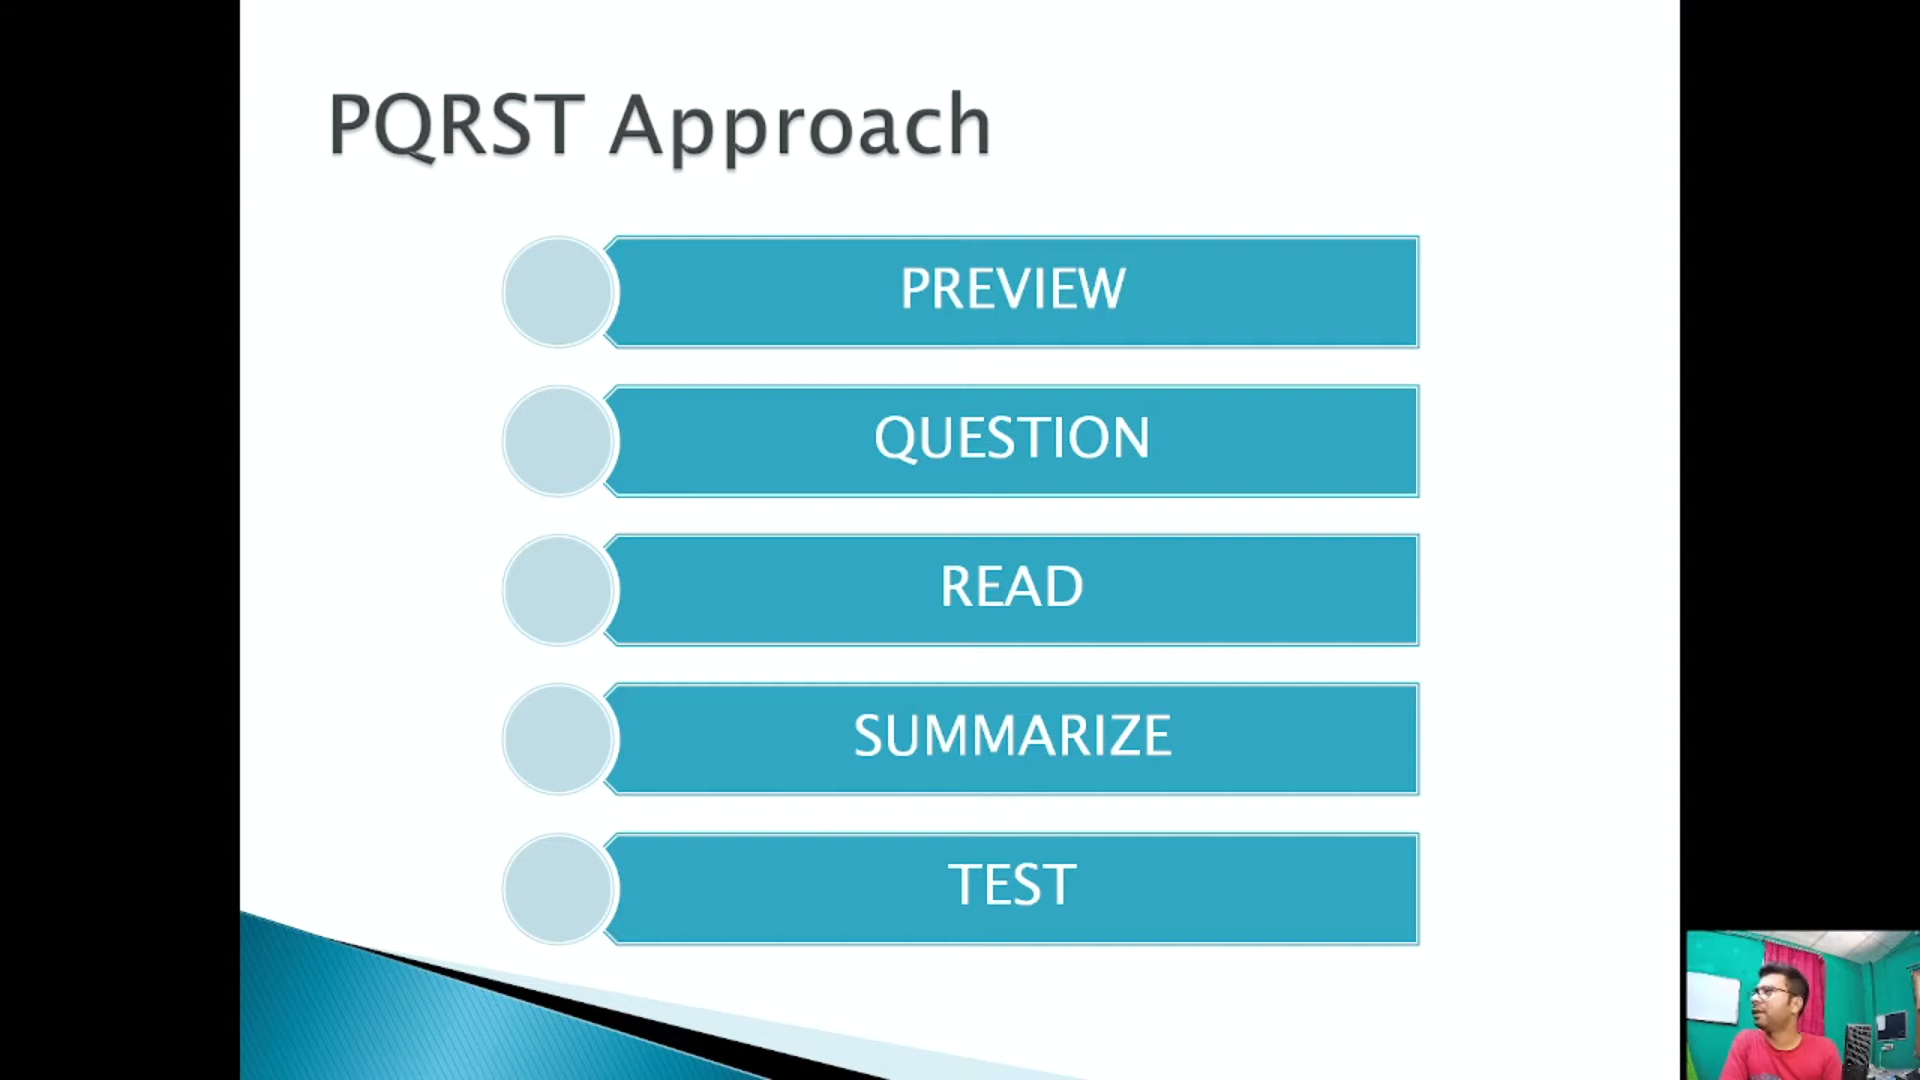 PQRST Approach
PREVIEW
QUESTION
READ
SUMMARIZE
TEST